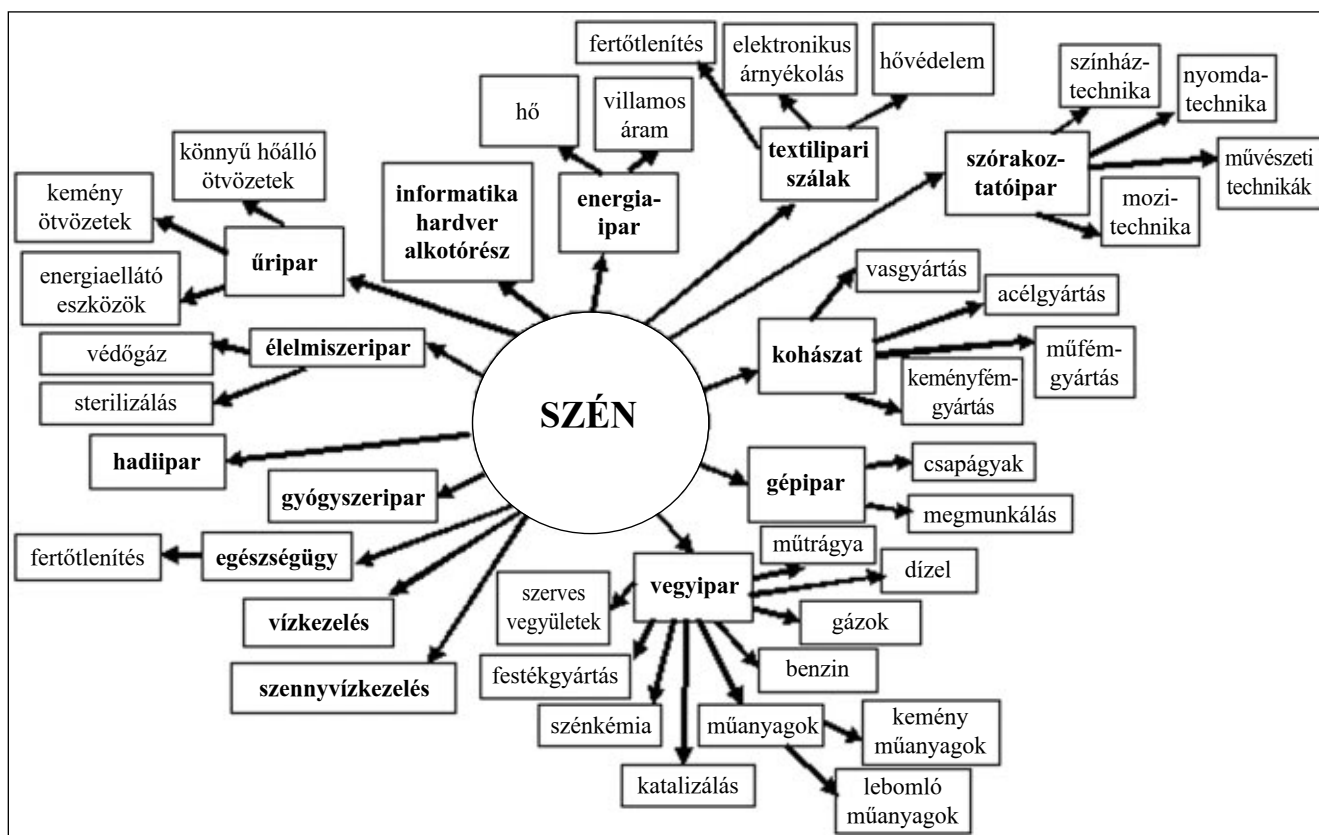 fertőtlenítés
elektronikus
árnyékolás
hővédelem
színház-
technika
nyomda-
technika
hő
villamos
áram
textilipari
szálak
szórakoz-
tatóipar
művészeti
technikák
mozi-
technika
könnyű hőálló
ötvözetek
kemény
ötvözetek
informatika
hardver
alkotórész
energia-
ipar
űripar
energiaellátó
eszközök
vasgyártás
acélgyártás
védőgáz
élelmiszeripar
kohászat
műfém-
gyártás
sterilizálás
keményfém-
gyártás
SZÉN
hadiipar
gyógyszeripar
gépipar
csapágyak
megmunkálás
fertőtlenítés
egészségügy
műtrágya
vegyipar
dízel
szerves
vegyületek
vízkezelés
gázok
szennyvízkezelés
festékgyártás
benzin
szénkémia
műanyagok
kemény
műanyagok
katalizálás
lebomló
műanyagok